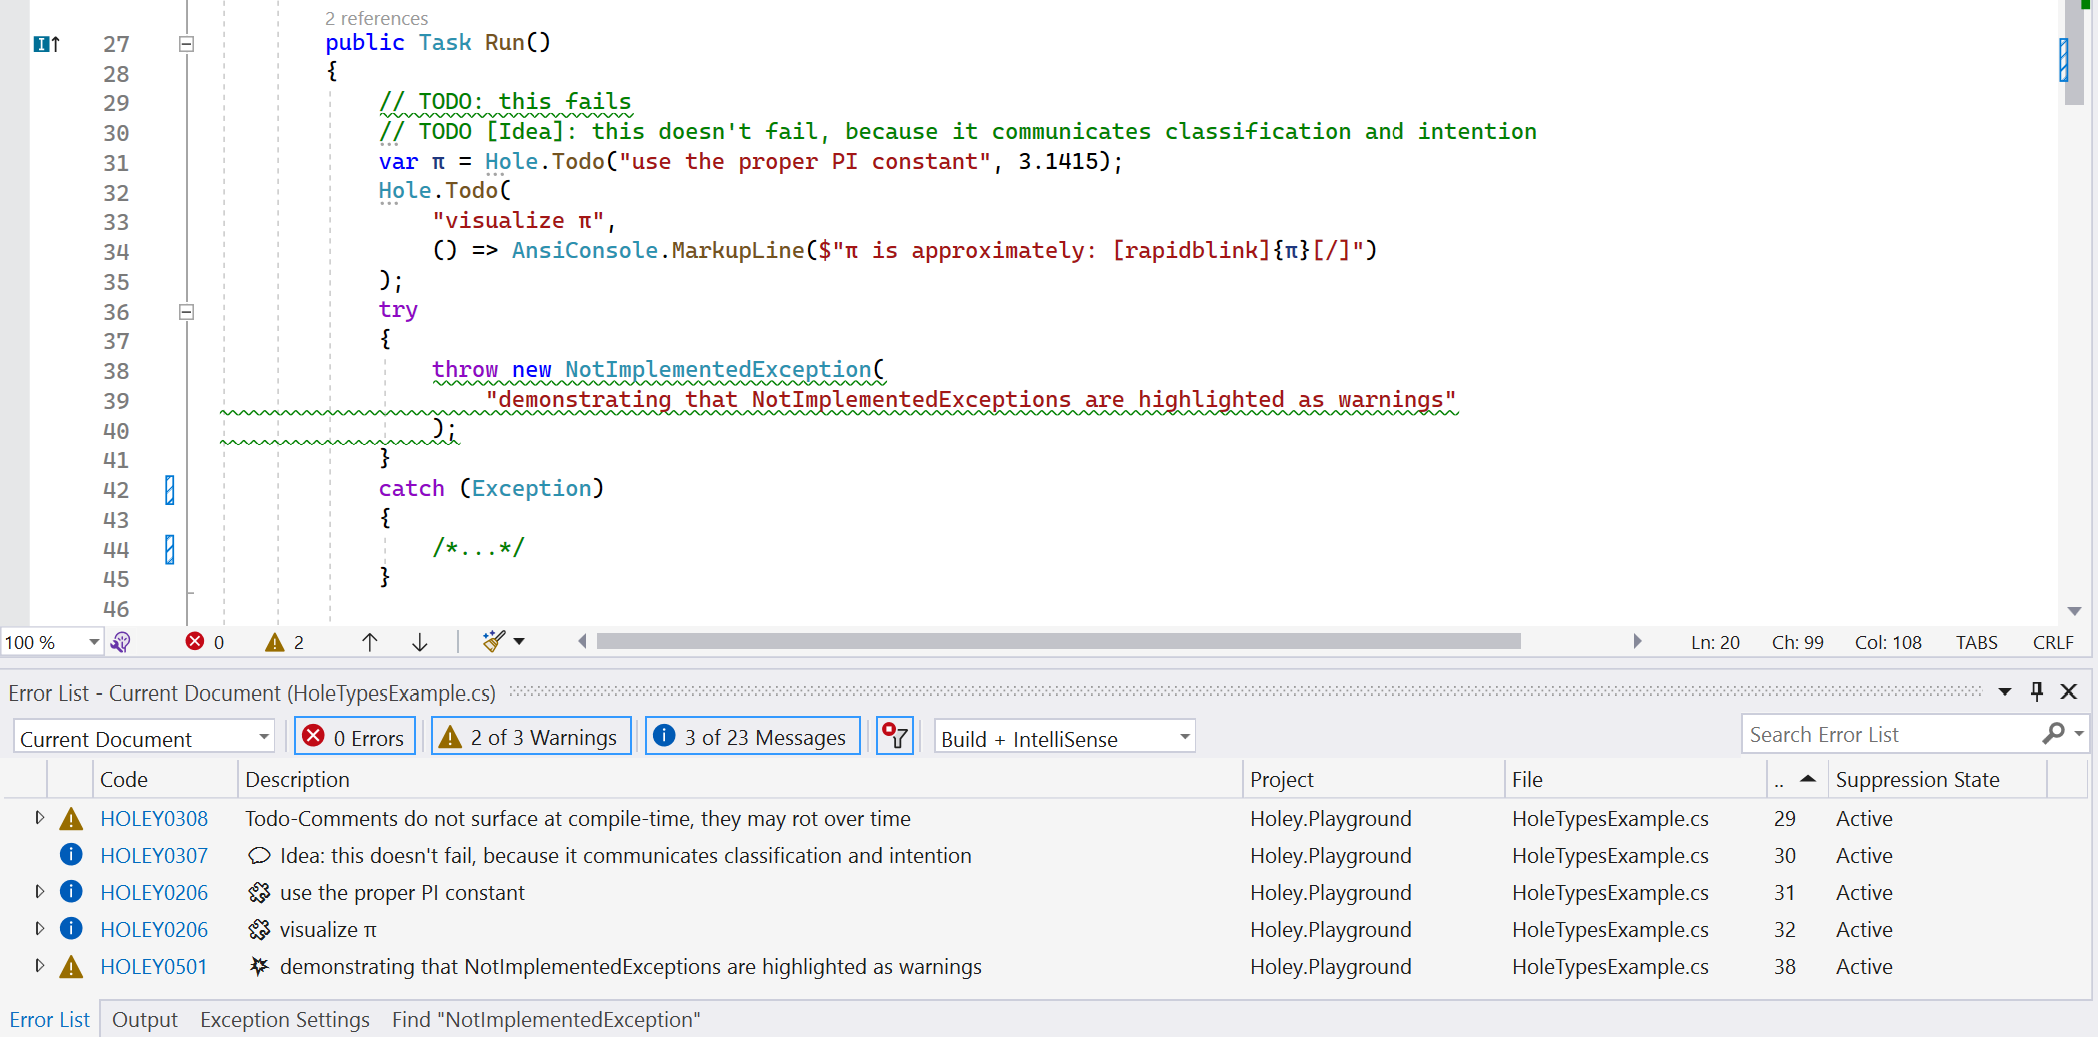 2 references
27 public Task Run()
28 {
29 // TODO: this fails
30 // TODO [Idea]: this doesn't fail, because it communicates classification and intention
31 var π = Hole.Todo("use the proper PI constant", 3.1415);
32 Hole.Todo(
33 "visualize π",
34 () => AnsiConsole.MarkupLine($"π is approximately: [rapidblink]{π}[/]")
35 );
36 try
37 {
38 throw new NotImplementedException(
39 "demonstrating that NotImplementedExceptions are highlighted as warnings"
40 );
41 }
42 catch (Exception)
43 {
44 /*...*/
45 }
46
100 % 0 2 Ln: 20 Ch: 99 Col: 108 TABS CRLF
Error List - Current Document (HoleTypesExample.cs)
Current Document 0 Errors 2 of 3 Warnings 3 of 23 Messages Build + IntelliSense Search Error List
Code Description Project File .. Suppression State
HOLEY0308 Todo-Comments do not surface at compile-time, they may rot over time Holey.Playground HoleTypesExample.cs 29 Active
HOLEY0307 Idea: this doesn't fail, because it communicates classification and intention Holey.Playground HoleTypesExample.cs 30 Active
HOLEY0206 use the proper PI constant Holey.Playground HoleTypesExample.cs 31 Active
HOLEY0206 visualize π Holey.Playground HoleTypesExample.cs 32 Active
HOLEY0501 demonstrating that NotImplementedExceptions are highlighted as warnings Holey.Playground HoleTypesExample.cs 38 Active
Error List Output Exception Settings Find "NotImplementedException"